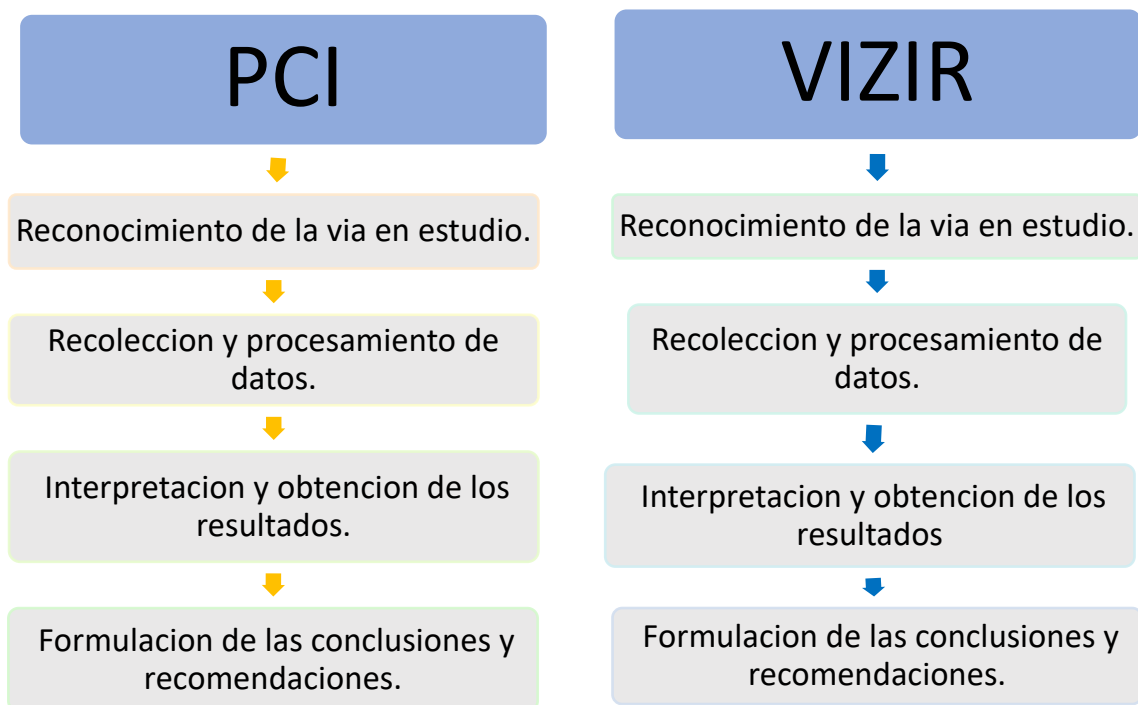 PCI
Reconocimiento de la via en estudio.
Recoleccion y procesamiento de
datos.
Interpretacion y obtencion de los
resultados.
Formulacion de las conclusiones y
recomendaciones.
VIZIR
Reconocimiento de la via en estudio.
Recoleccion y procesamiento de
datos.
Interpretacion y obtencion de los
resultados
Formulacion de las conclusiones y
recomendaciones.